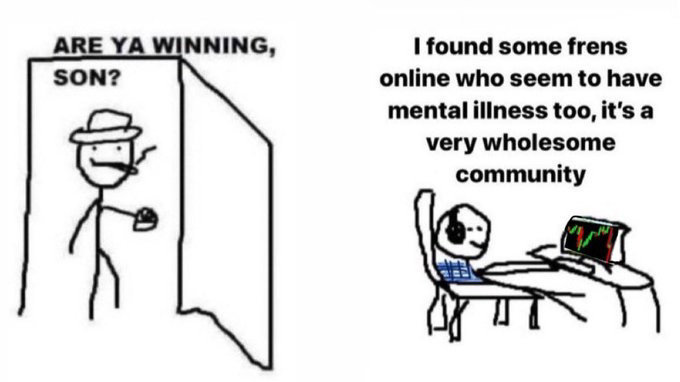 ARE YA WINNING,
SON?
I found some frens
online who seem to have
mental illness too, it's a
very wholesome
community